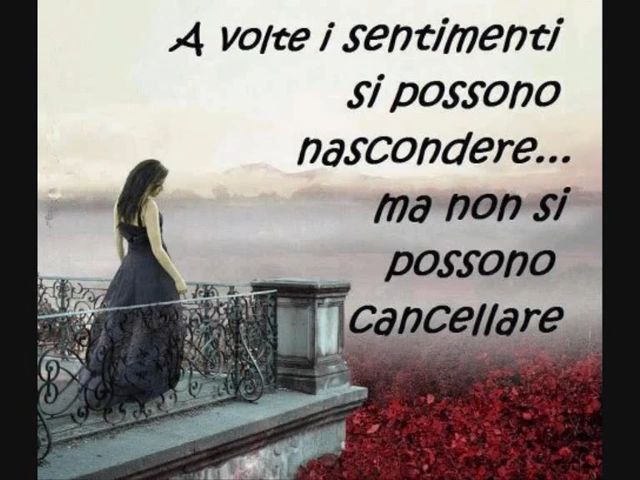 A volte i sentimenti
si possono
nascondere...
ma non si
possono
cancellare